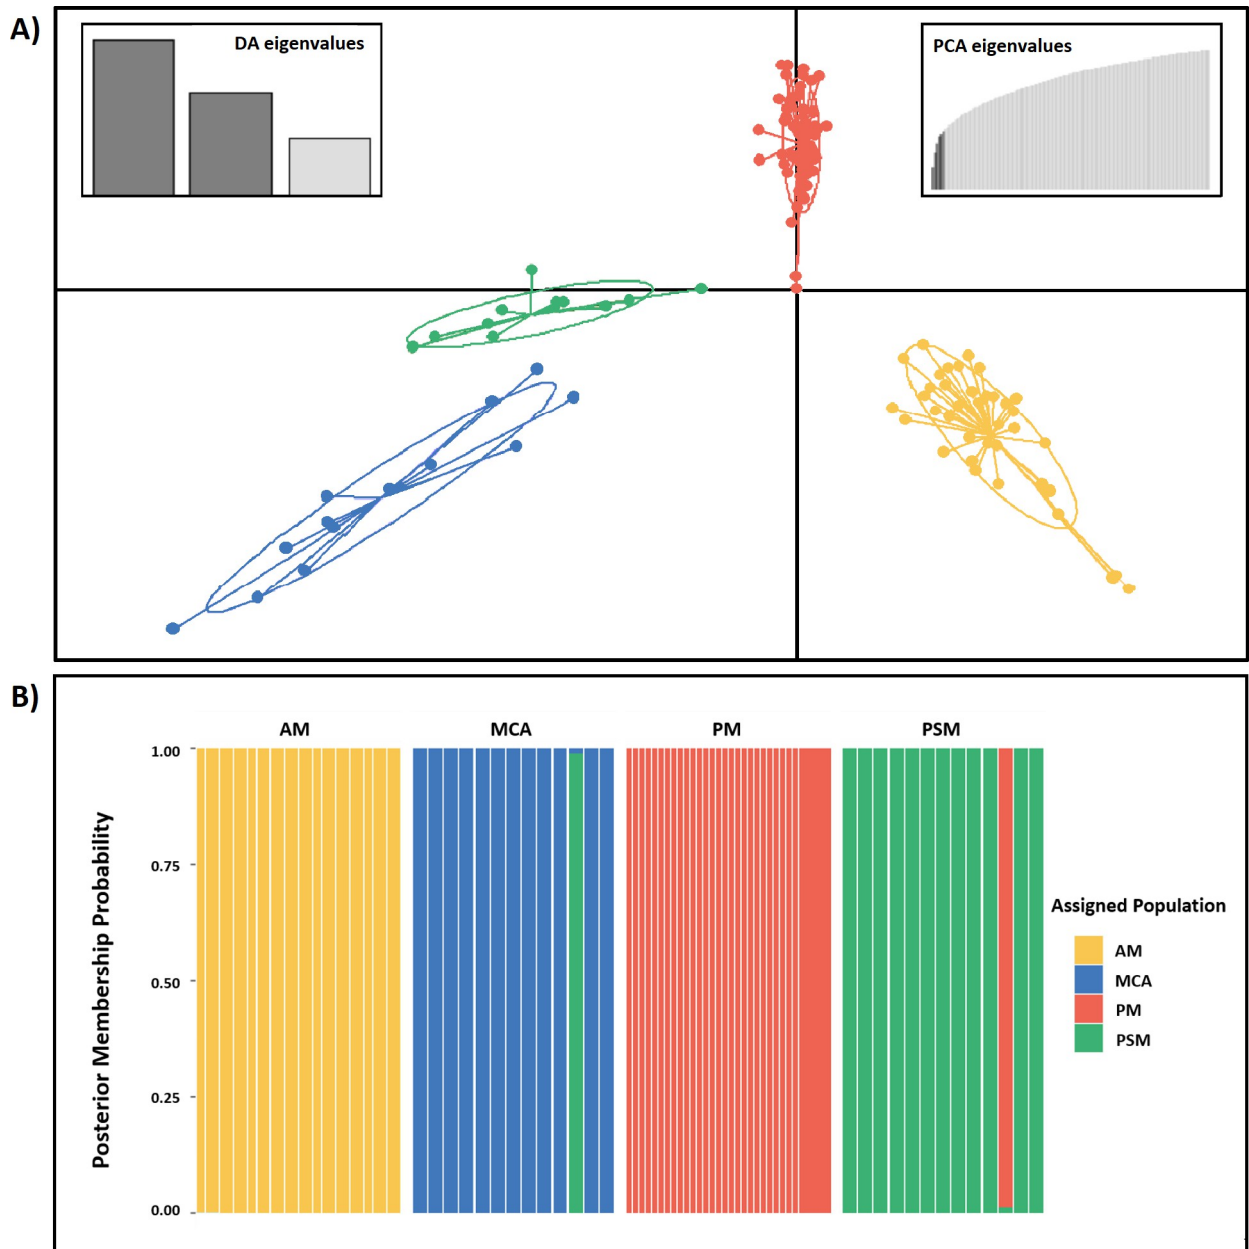 A)
DA eigenvalues
PCA eigenvalues
B)
AM MCA PM PSM
Posterior Membership Probability
1.00
0.75
0.50
0.25
0.00
Assigned Population
AM
MCA
PM
PSM